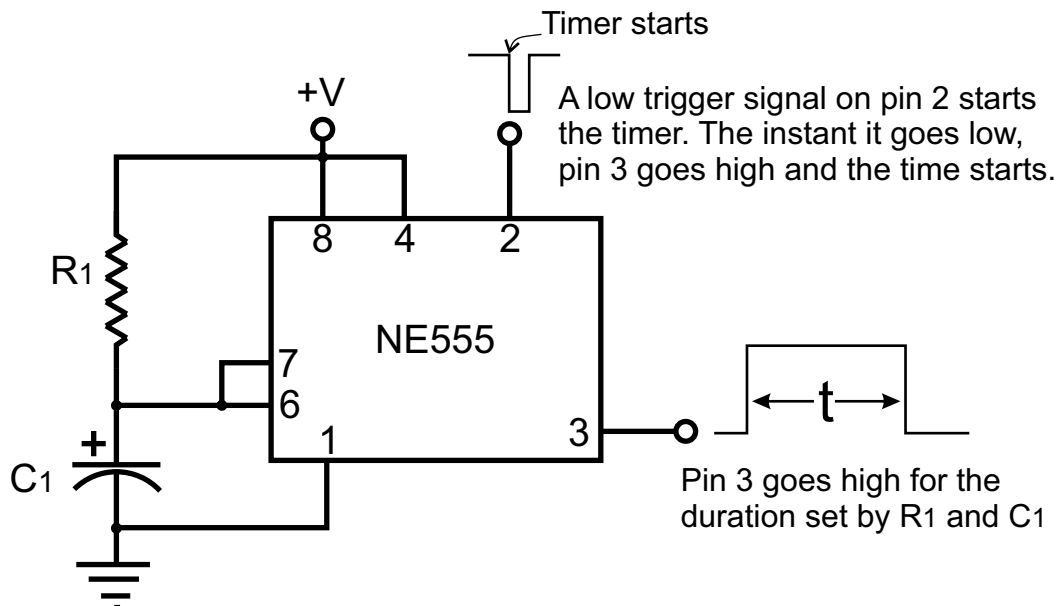 Timer starts
+V
A low trigger signal on pin 2 starts
the timer. The instant it goes low,
pin 3 goes high and the time starts.
8 4 2
R1
NE555
7
6
1
3
t
+
C1
Pin 3 goes high for the
duration set by R1 and C1